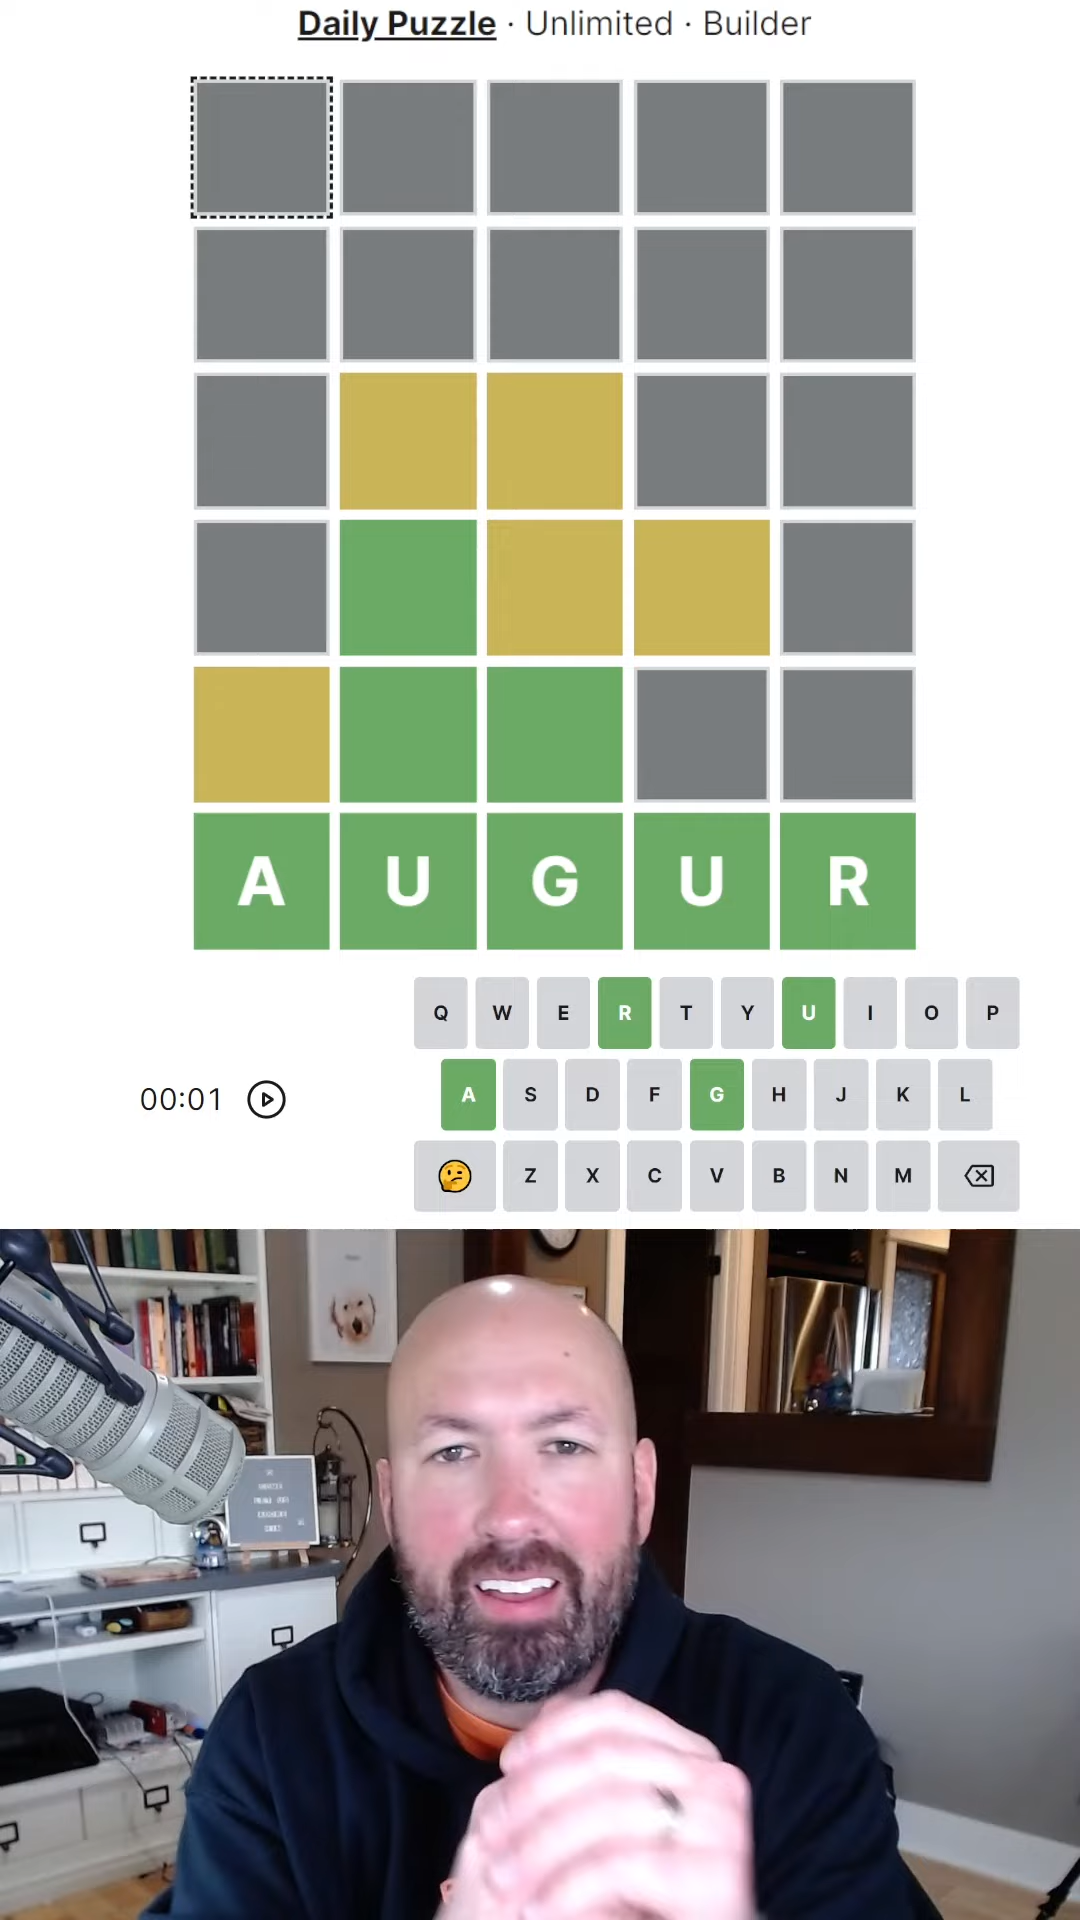 Daily Puzzle · Unlimited · Builder
A U G U R
Q W E R T Y U I O P
00:01
A S D F G H J K L
Z X C V B N M